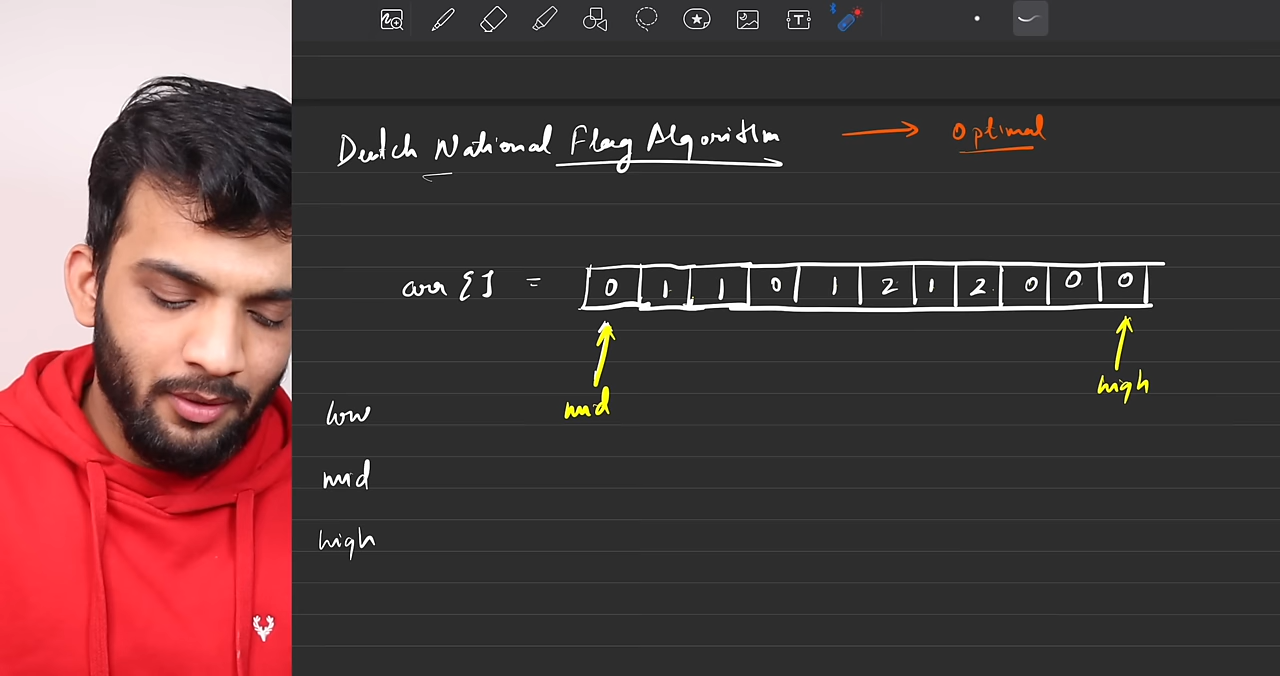 Dutch National Flag Algorithm → Optimal
arr [] = 0 1 1 0 1 2 1 2 0 0 0
mid high
low
mid
high